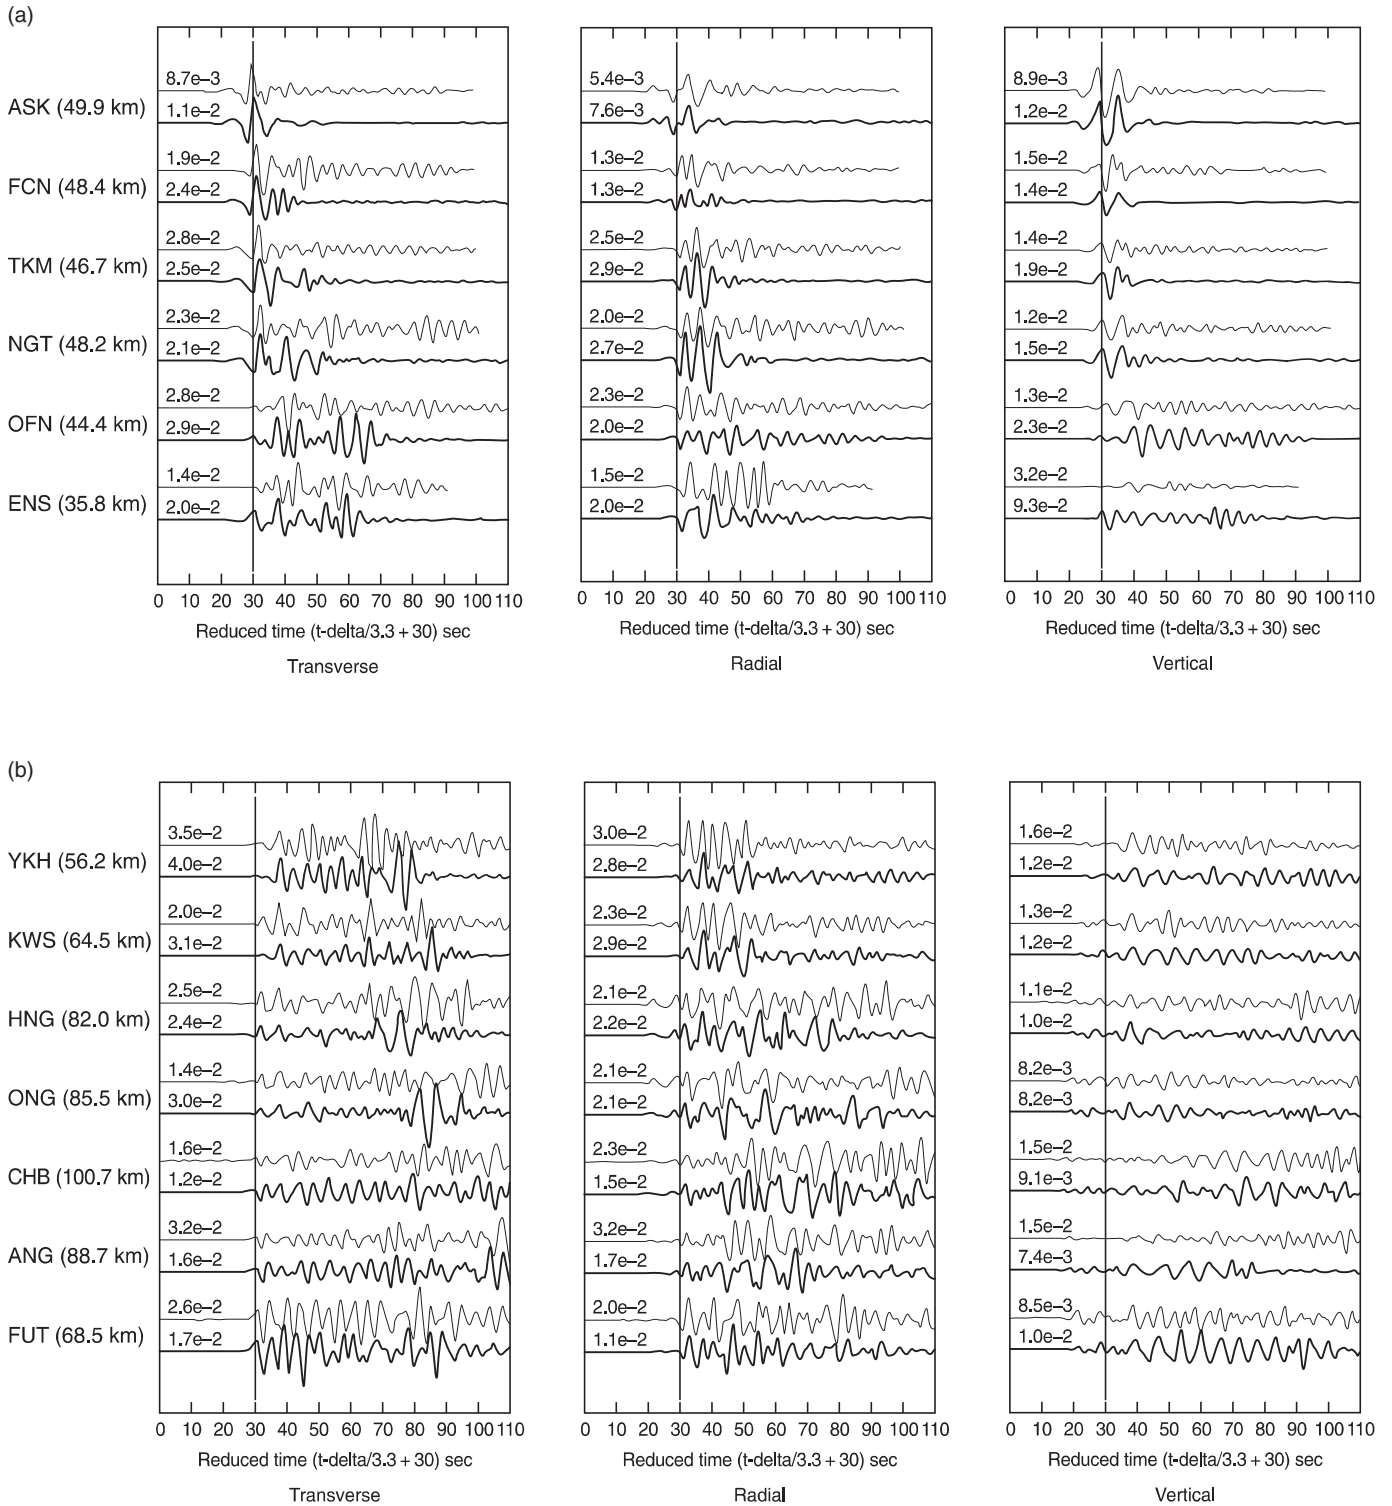 (a)
ASK (49.9 km)
8.7e–3
1.1e–2
5.4e–3
7.6e–3
8.9e–3
1.2e–2
FCN (48.4 km)
1.9e–2
2.4e–2
1.3e–2
1.3e–2
1.5e–2
1.4e–2
TKM (46.7 km)
2.8e–2
2.5e–2
2.5e–2
2.9e–2
1.4e–2
1.9e–2
NGT (48.2 km)
2.3e–2
2.1e–2
2.0e–2
2.7e–2
1.2e–2
1.5e–2
OFN (44.4 km)
2.8e–2
2.9e–2
2.3e–2
2.0e–2
1.3e–2
2.3e–2
ENS (35.8 km)
1.4e–2
2.0e–2
1.5e–2
2.0e–2
3.2e–2
9.3e–2
0 10 20 30 40 50 60 70 80 90 100 110
0 10 20 30 40 50 60 70 80 90 100 110
0 10 20 30 40 50 60 70 80 90 100 110
Reduced time (t-delta/3.3 + 30) sec
Reduced time (t-delta/3.3 + 30) sec
Reduced time (t-delta/3.3 + 30) sec
Transverse
Radial
Vertical
(b)
YKH (56.2 km)
3.5e–2
4.0e–2
3.0e–2
2.8e–2
1.6e–2
1.2e–2
KWS (64.5 km)
2.0e–2
3.1e–2
2.3e–2
2.9e–2
1.3e–2
1.2e–2
HNG (82.0 km)
2.5e–2
2.4e–2
2.1e–2
2.2e–2
1.1e–2
1.0e–2
ONG (85.5 km)
1.4e–2
3.0e–2
2.1e–2
2.1e–2
8.2e–3
8.2e–3
CHB (100.7 km)
1.6e–2
1.2e–2
2.3e–2
1.5e–2
1.5e–2
9.1e–3
ANG (88.7 km)
3.2e–2
1.6e–2
3.2e–2
1.7e–2
1.5e–2
7.4e–3
FUT (68.5 km)
2.6e–2
1.7e–2
2.0e–2
1.1e–2
8.5e–3
1.0e–2
0 10 20 30 40 50 60 70 80 90 100 110
0 10 20 30 40 50 60 70 80 90 100 110
0 10 20 30 40 50 60 70 80 90 100 110
Reduced time (t-delta/3.3 + 30) sec
Reduced time (t-delta/3.3 + 30) sec
Reduced time (t-delta/3.3 + 30) sec
Transverse
Radial
Vertical